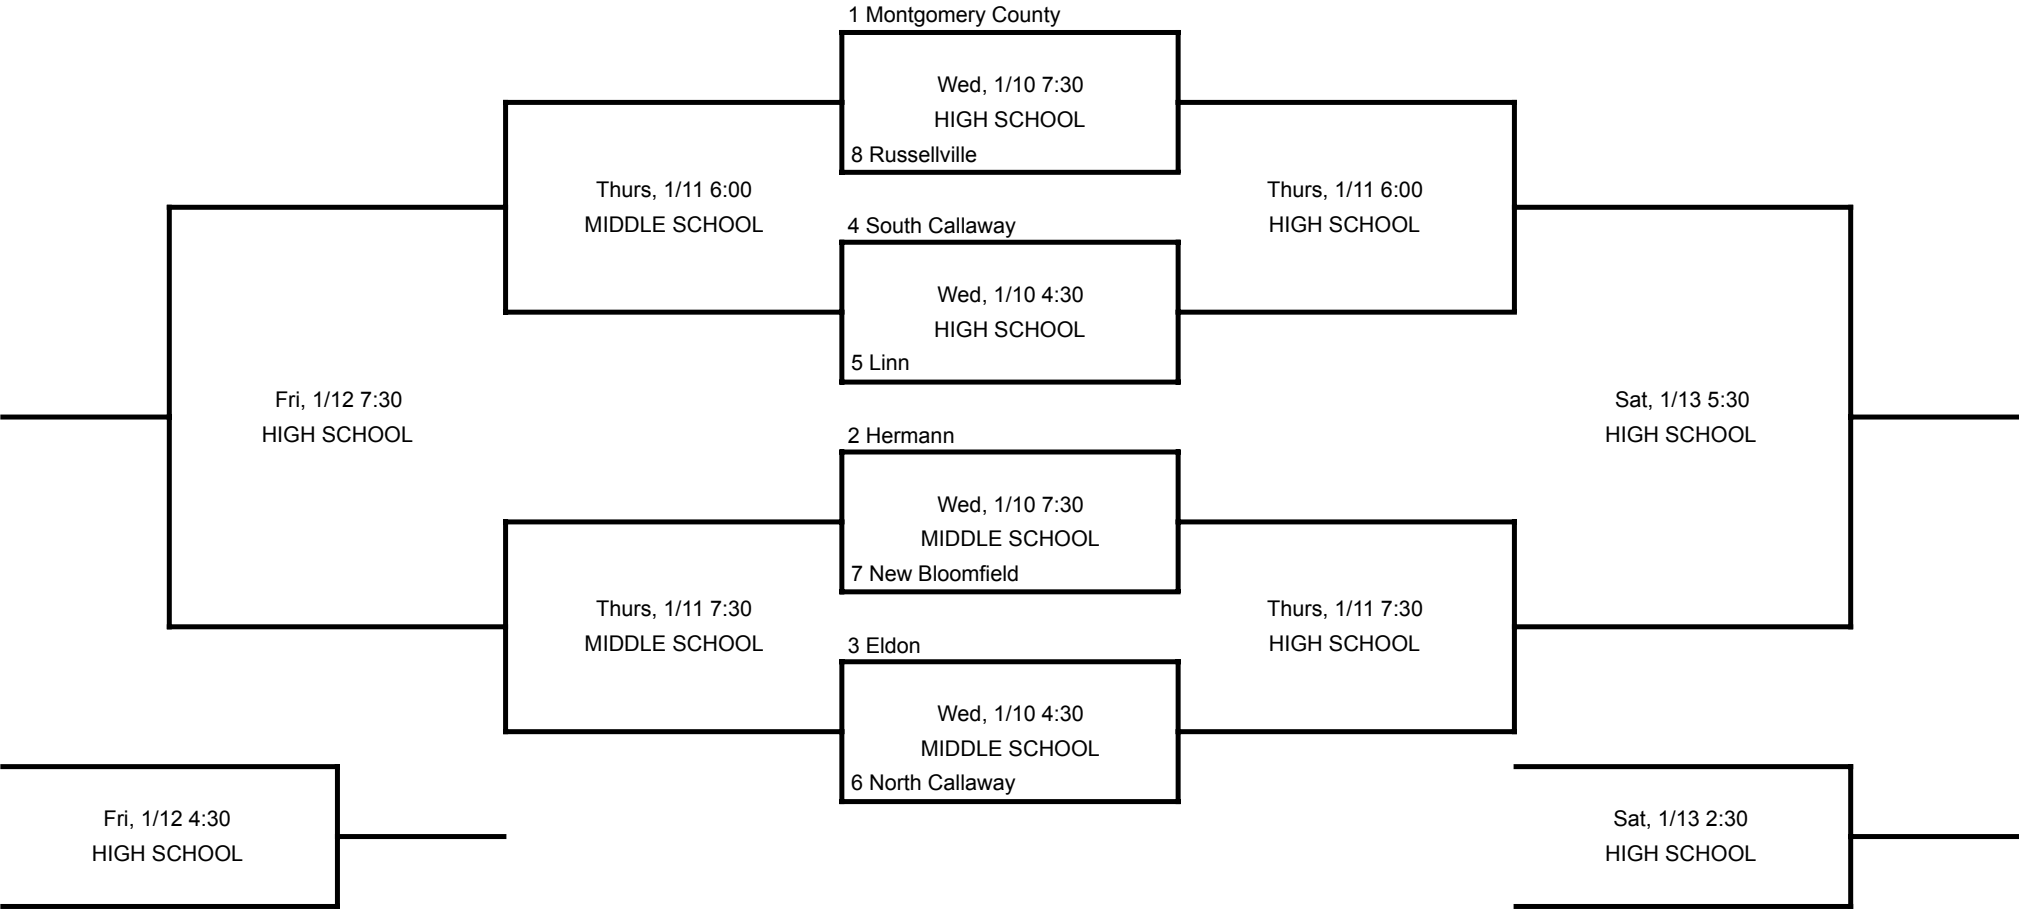 1 Montgomery County
Wed, 1/10 7:30
HIGH SCHOOL
8 Russellville
Thurs, 1/11 6:00
MIDDLE SCHOOL
Thurs, 1/11 6:00
HIGH SCHOOL
4 South Callaway
Wed, 1/10 4:30
HIGH SCHOOL
5 Linn
Fri, 1/12 7:30
HIGH SCHOOL
Sat, 1/13 5:30
HIGH SCHOOL
2 Hermann
Wed, 1/10 7:30
MIDDLE SCHOOL
7 New Bloomfield
Thurs, 1/11 7:30
MIDDLE SCHOOL
Thurs, 1/11 7:30
HIGH SCHOOL
3 Eldon
Wed, 1/10 4:30
MIDDLE SCHOOL
6 North Callaway
Fri, 1/12 4:30
HIGH SCHOOL
Sat, 1/13 2:30
HIGH SCHOOL